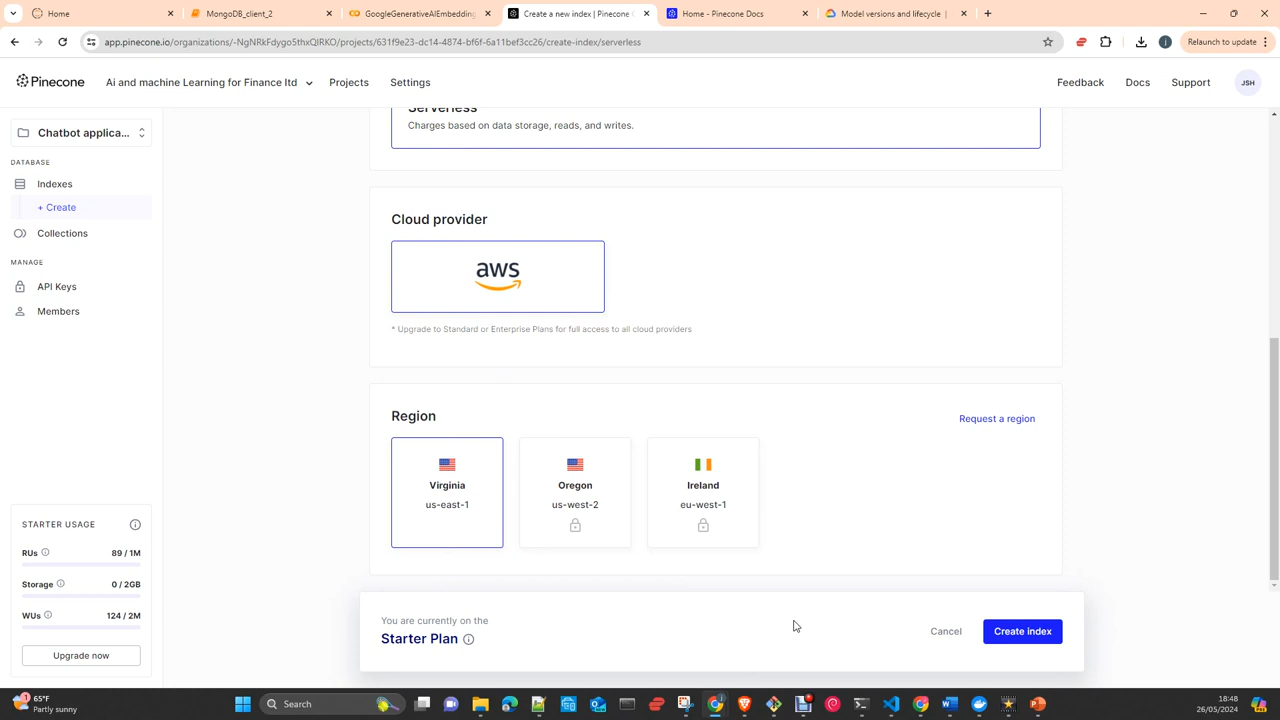 Home
MongoDB_client_2
GoogleGenerativeAIEmbedding
Create a new index | Pinecone C
Home - Pinecone Docs
Model versions and lifecycle |
app.pinecone.io/organizations/-NgNRkFdygo5thxQIRKO/projects/631f9e23-dc14-4874-bf6f-6a11bef3cc26/create-index/serverless
Relaunch to update
Pinecone
Ai and machine Learning for Finance ltd
Projects
Settings
Feedback
Docs
Support
JSH
Chatbot applica...
DATABASE
Indexes
+ Create
Collections
MANAGE
API Keys
Members
STARTER USAGE
RUs 89 / 1M
Storage 0 / 2GB
WUs 124 / 2M
Upgrade now
Serverless
Charges based on data storage, reads, and writes.
Cloud provider
aws
* Upgrade to Standard or Enterprise Plans for full access to all cloud providers
Region
Request a region
Virginia
us-east-1
Oregon
us-west-2
Ireland
eu-west-1
You are currently on the
Starter Plan
Cancel
Create index
1
65°F
Partly sunny
Search
18:48
26/05/2024